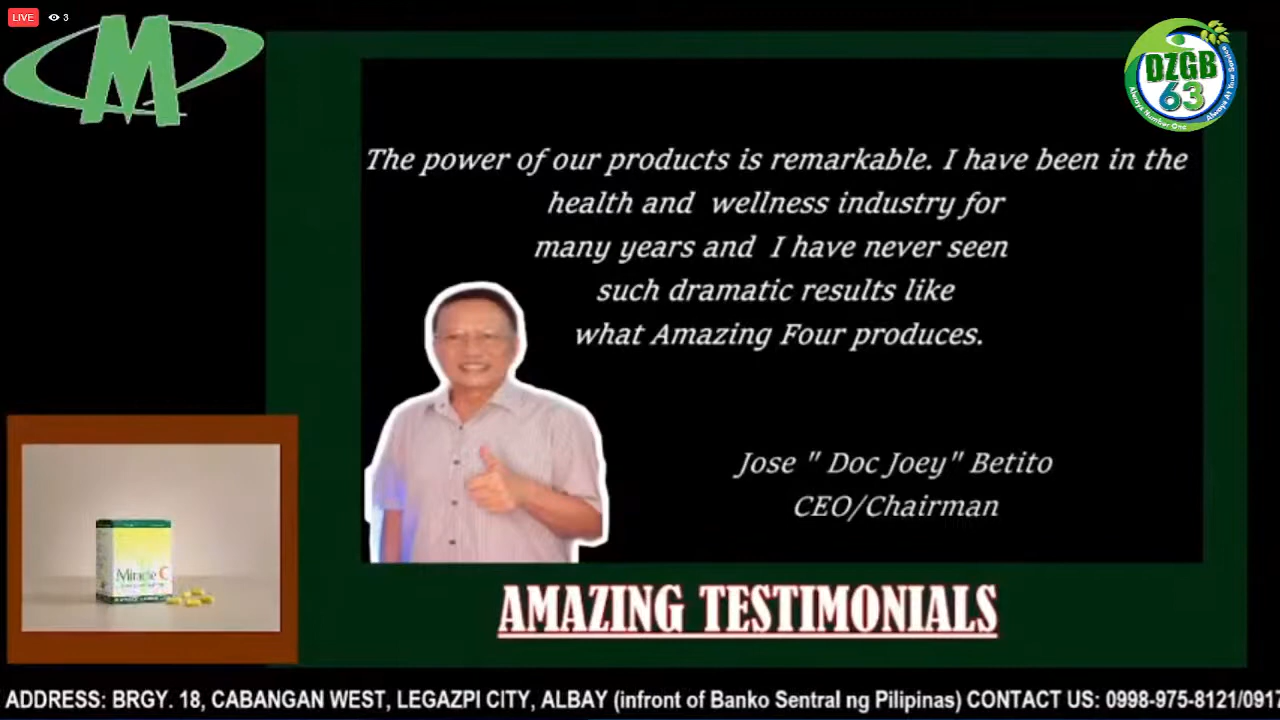 LIVE 3
M
DZGB
63
Always Number One Always At Your Service
The power of our products is remarkable. I have been in the
health and wellness industry for
many years and I have never seen
such dramatic results like
what Amazing Four produces.
Jose " Doc Joey" Betito
CEO/Chairman
Miracle C
AMAZING TESTIMONIALS
ADDRESS: BRGY. 18, CABANGAN WEST, LEGAZPI CITY, ALBAY (infront of Banko Sentral ng Pilipinas) CONTACT US: 0998-975-8121/0917